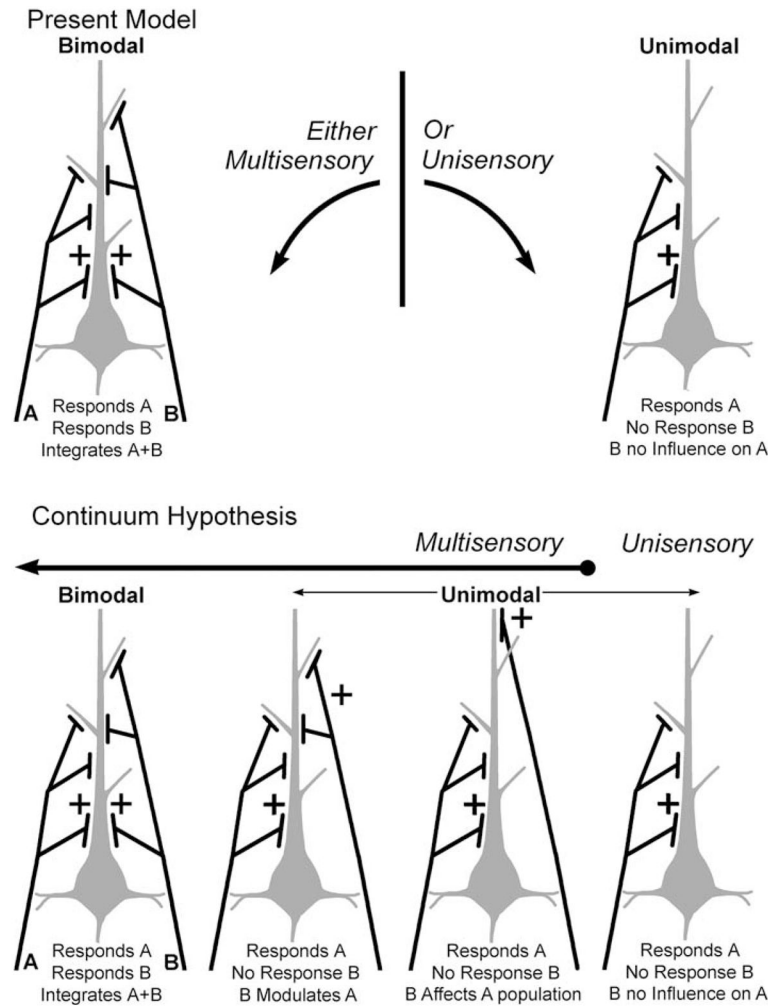 Present Model
Bimodal
Unimodal
Either
Multisensory
Or
Unisensory
+ +
+
A
Responds A
Responds B
Integrates A+B
B
Responds A
No Response B
B no Influence on A
Continuum Hypothesis
Multisensory
Unisensory
Bimodal
Unimodal
+
+
+ +
+
+
+
A
Responds A
Responds B
Integrates A+B
B
Responds A
No Response B
B Modulates A
Responds A
No Response B
B Affects A population
Responds A
No Response B
B no Influence on A